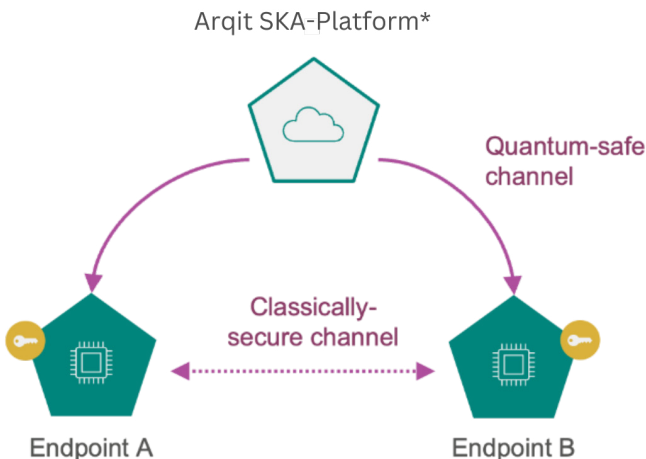 Arqit SKA-Platform*
Quantum-safe
channel
Classically-
secure channel
Endpoint A
Endpoint B